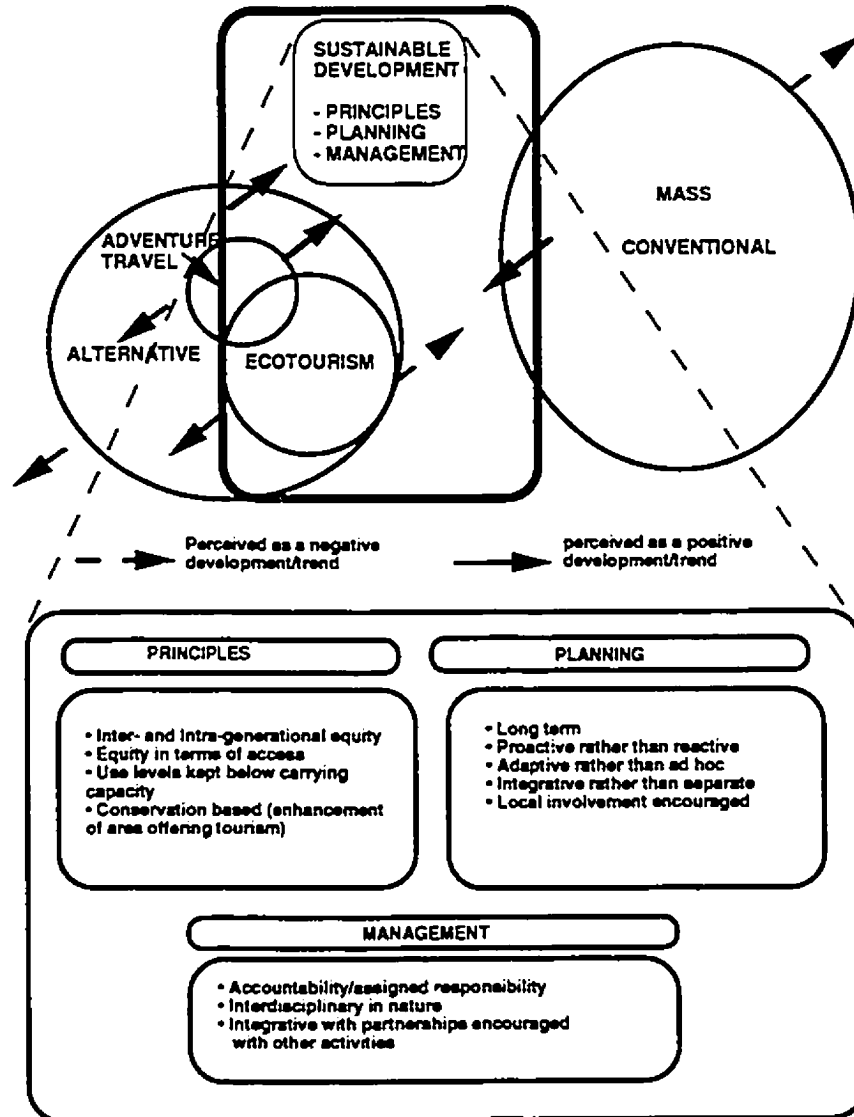 SUSTAINABLE
DEVELOPMENT
- PRINCIPLES
- PLANNING
- MANAGEMENT
MASS
CONVENTIONAL
ADVENTURE
TRAVEL
ALTERNATIVE
ECOTOURISM
Perceived as a negative
development/trend
perceived as a positive
development/trend
PRINCIPLES
• Inter- and Intra-generational equity
• Equity in terms of access
• Use levels kept below carrying
capacity
• Conservation based (enhancement
of area offering tourism)
PLANNING
• Long term
• Proactive rather than reactive
• Adaptive rather than ad hoc
• Integrative rather than separate
• Local involvement encouraged
MANAGEMENT
• Accountability/assigned responsibility
• Interdisciplinary in nature
• Integrative with partnerships encouraged
with other activities